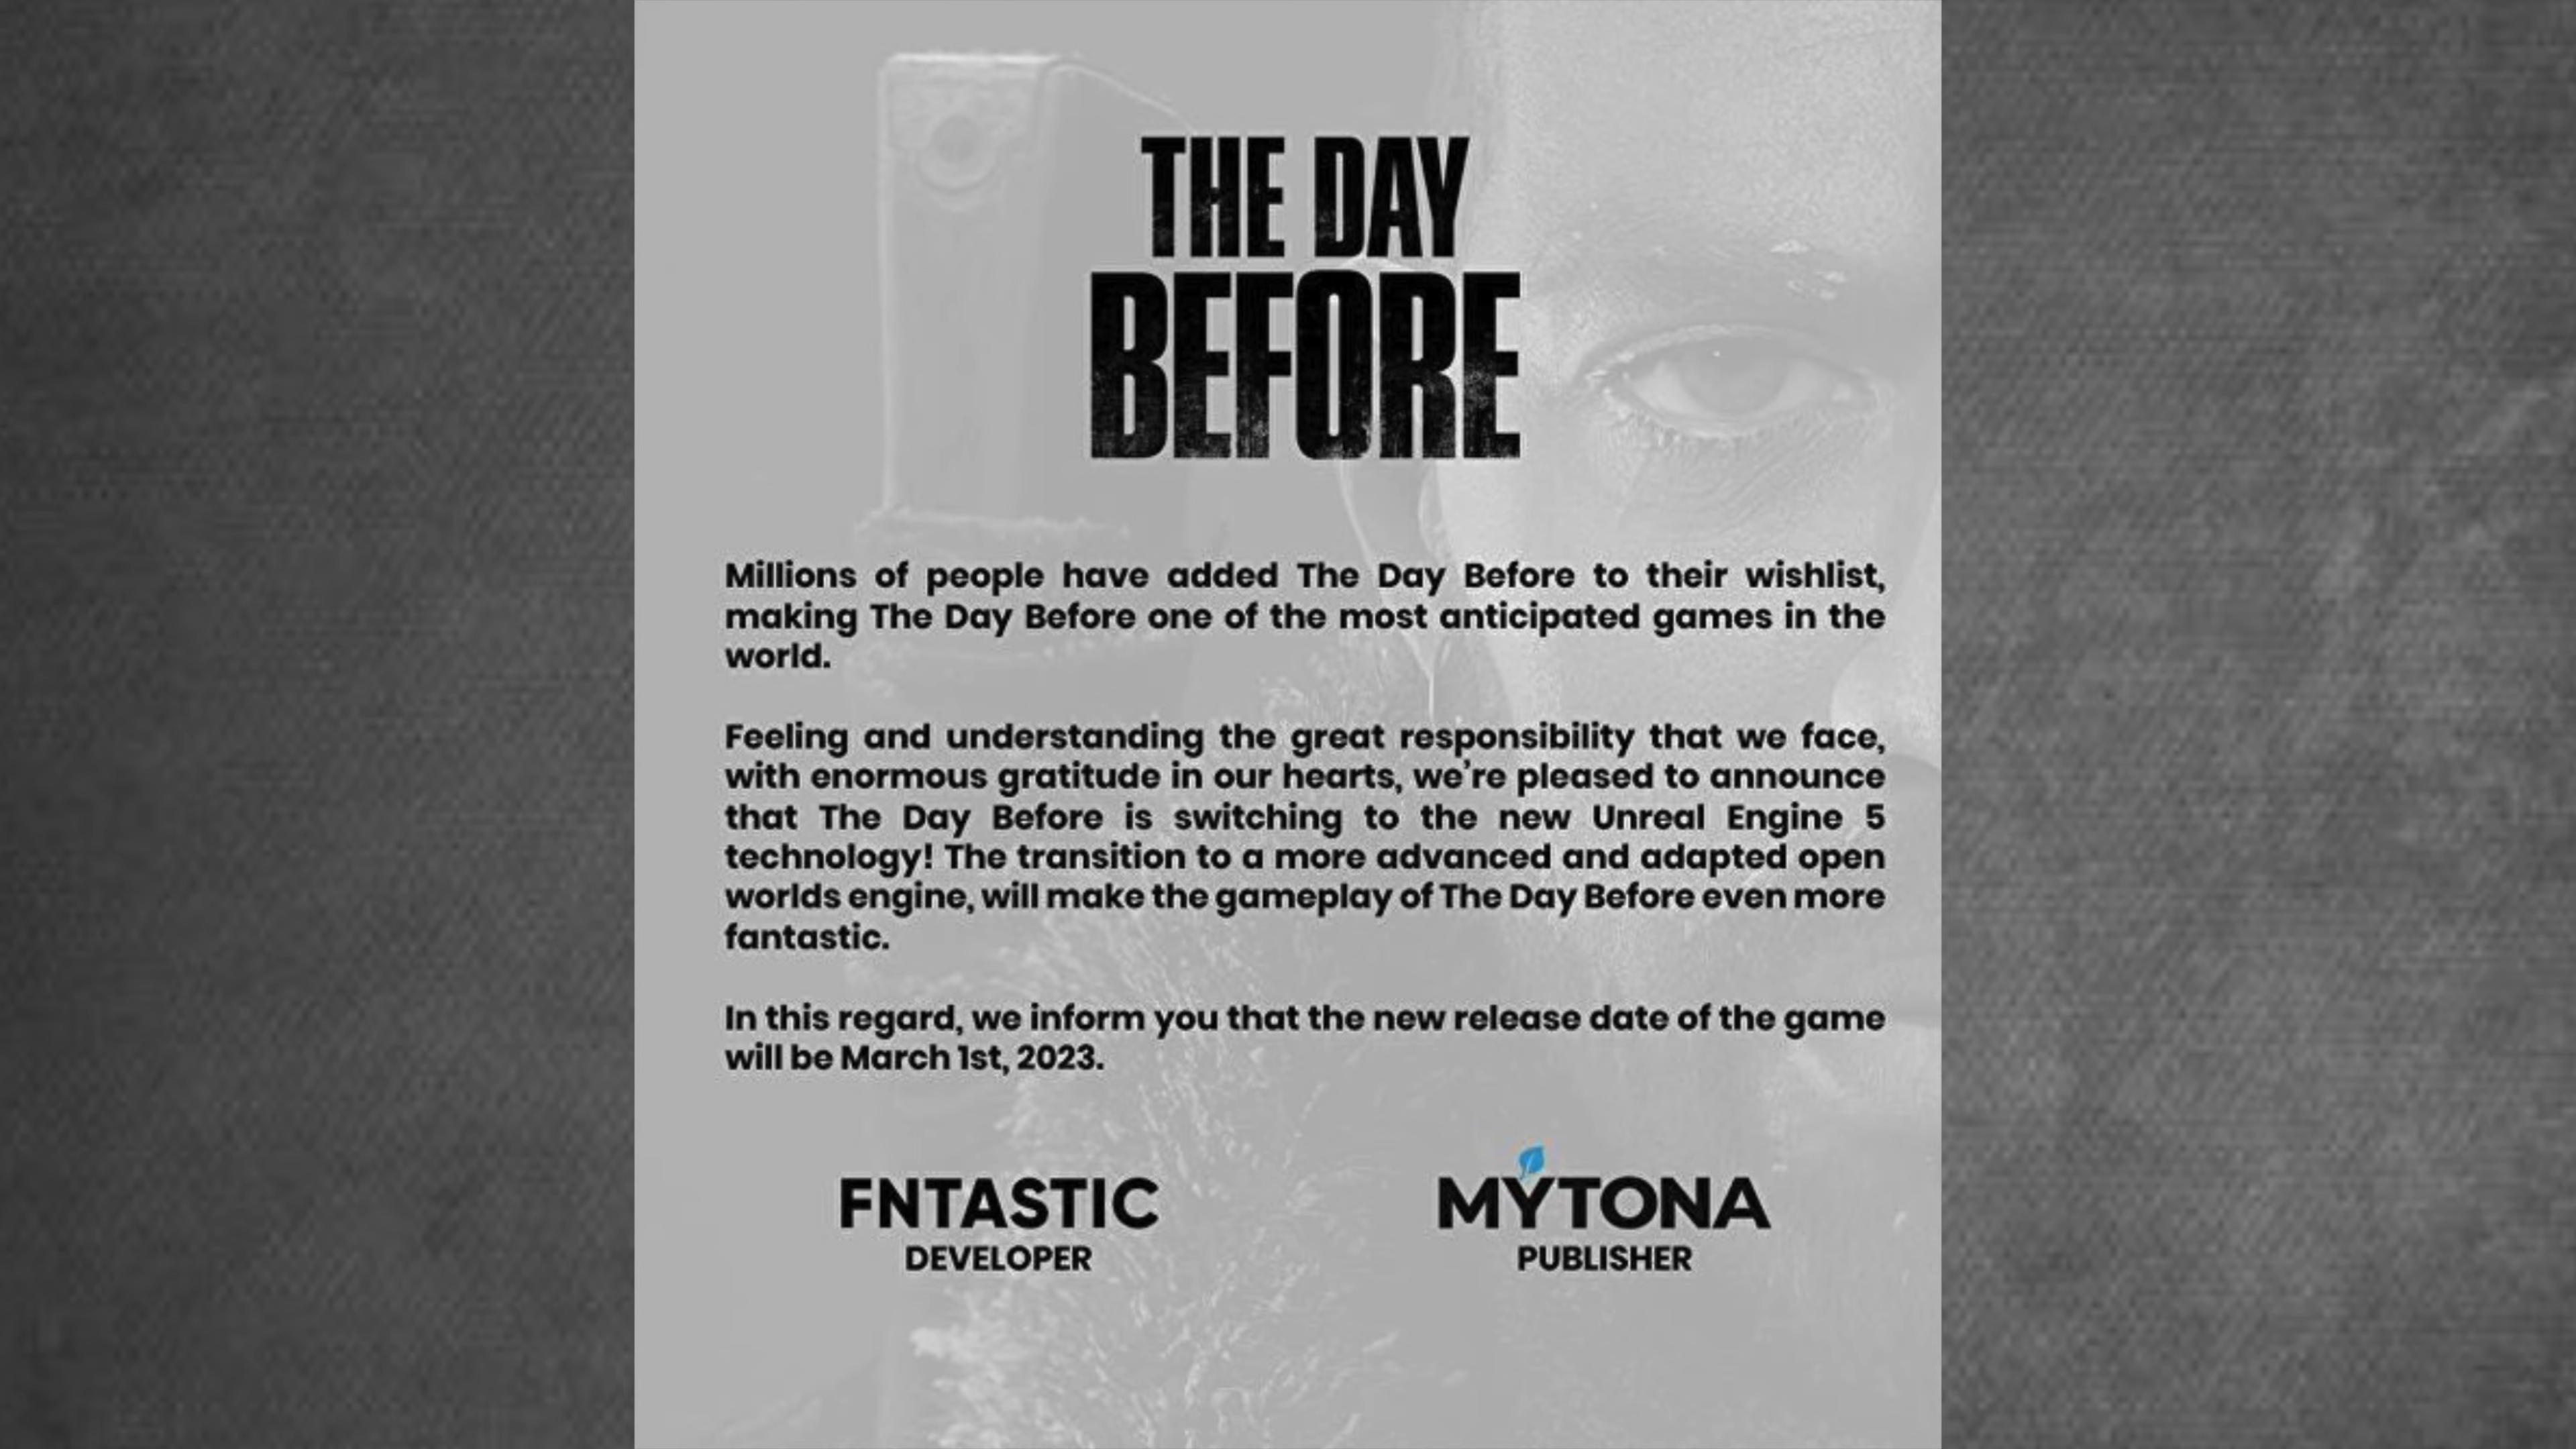 THE DAY
BEFORE
Millions of people have added The Day Before to their wishlist,
making The Day Before one of the most anticipated games in the
world.
Feeling and understanding the great responsibility that we face,
with enormous gratitude in our hearts, we're pleased to announce
that The Day Before is switching to the new Unreal Engine 5
technology! The transition to a more advanced and adapted open
worlds engine, will make the gameplay of The Day Before even more
fantastic.
In this regard, we inform you that the new release date of the game
will be March 1st, 2023.
FNTASTIC
DEVELOPER
MYTONA
PUBLISHER